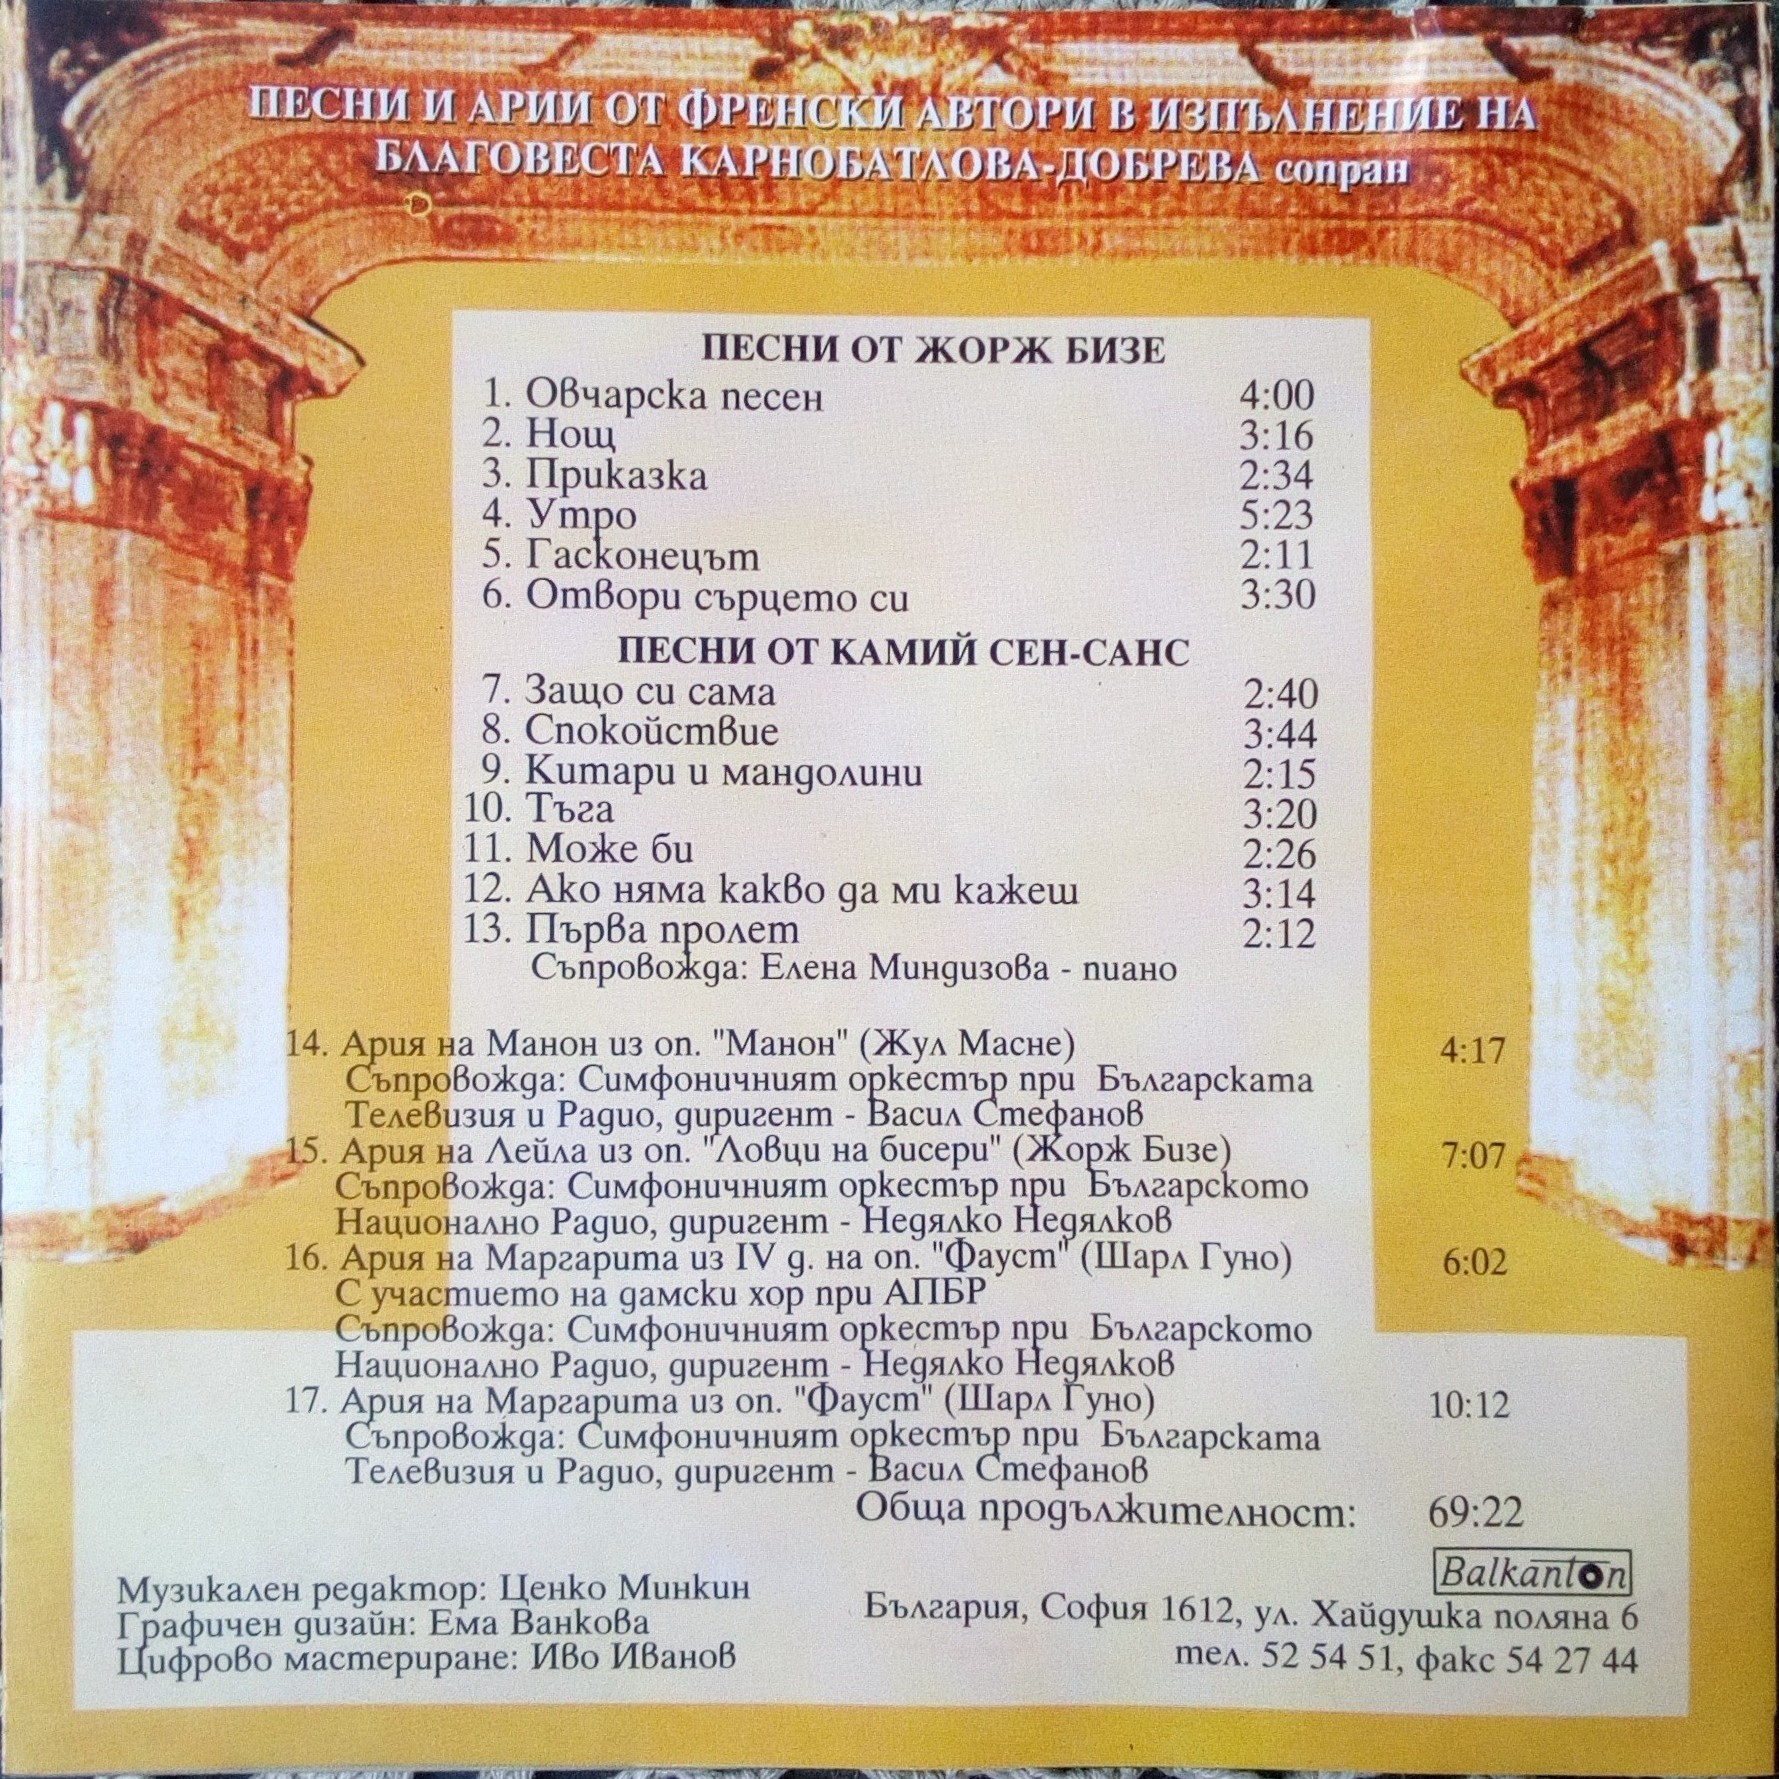 ПЕСНИ И АРИИ ОТ ФРЕНСКИ АВТОРИ В ИЗПЪЛНЕНИЕ НА
БЛАГОВЕСТА КАРНОБАТЛОВА-ДОБРЕВА сопран
ПЕСНИ ОТ ЖОРЖ БИЗЕ
1. Овчарска песен 4:00
2. Нощ 3:16
3. Приказка 2:34
4. Утро 5:23
5. Гасконецът 2:11
6. Отвори сърцето си 3:30
ПЕСНИ ОТ КАМИЙ СЕН-САНС
7. Защо си сама 2:40
8. Спокойствие 3:44
9. Китари и мандолини 2:15
10. Тъга 3:20
11. Може би 2:26
12. Ако няма какво да ми кажеш 3:14
13. Първа пролет 2:12
Съпровожда: Елена Миндизова - пиано
14. Ария на Манон из оп. "Манон" (Жул Масне) 4:17
Съпровожда: Симфоничният оркестър при Българската
Телевизия и Радио, диригент - Васил Стефанов
15. Ария на Лейла из оп. "Ловци на бисери" (Жорж Бизе) 7:07
Съпровожда: Симфоничният оркестър при Българското
Национално Радио, диригент - Недялко Недялков
16. Ария на Маргарита из IV д. на оп. "Фауст" (Шарл Гуно) 6:02
С участието на дамски хор при АПБР
Съпровожда: Симфоничният оркестър при Българското
Национално Радио, диригент - Недялко Недялков
17. Ария на Маргарита из оп. "Фауст" (Шарл Гуно) 10:12
Съпровожда: Симфоничният оркестър при Българската
Телевизия и Радио, диригент - Васил Стефанов
Обща продължителност: 69:22
Balkanton
Музикален редактор: Ценко Минкин
Графичен дизайн: Ема Ванкова
Цифрово мастериране: Иво Иванов
България, София 1612, ул. Хайдушка поляна 6
тел. 52 54 51, факс 54 27 44